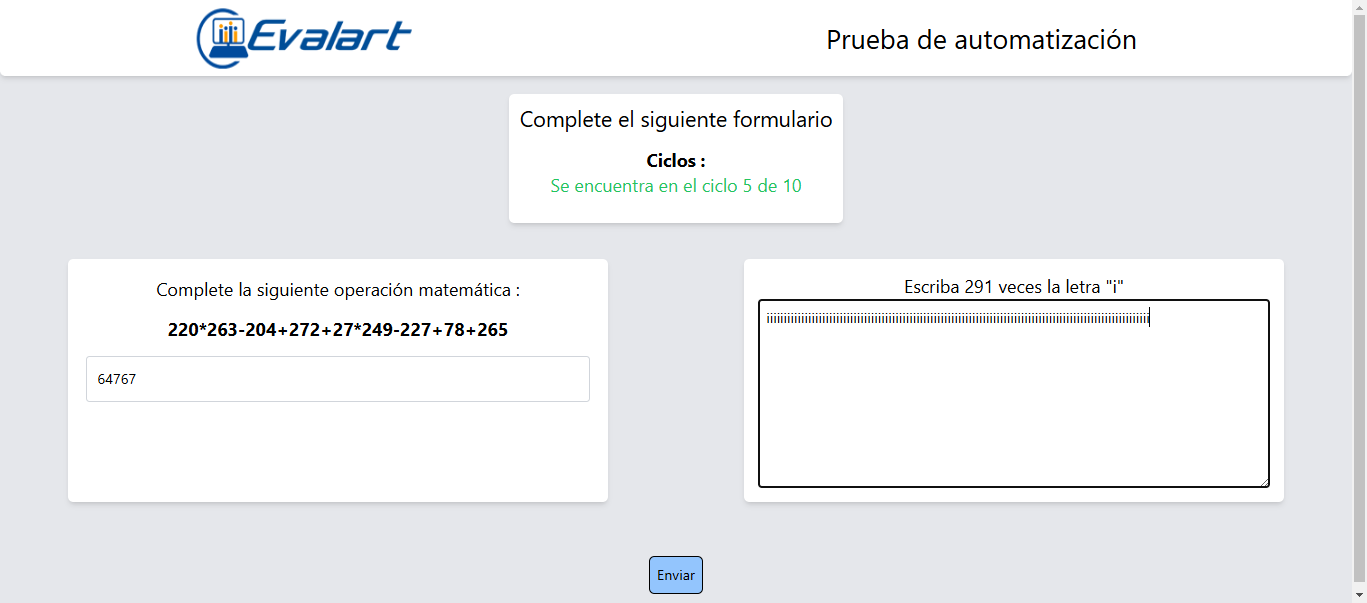 Evalart
Prueba de automatización
Complete el siguiente formulario
Ciclos :
Se encuentra en el ciclo 5 de 10
Complete la siguiente operación matemática :
220*263-204+272+27*249-227+78+265
64767
Escriba 291 veces la letra "i"
iiiiiiiiiiiiiiiiiiiiiiiiiiiiiiiiiiiiiiiiiiiiiiiiiiiiiiiiiiiiiiiiiiiiiiiiiiiiiiiiiiiiiiiiiiiiiiiiiiiiiiiiiiiiii
Enviar